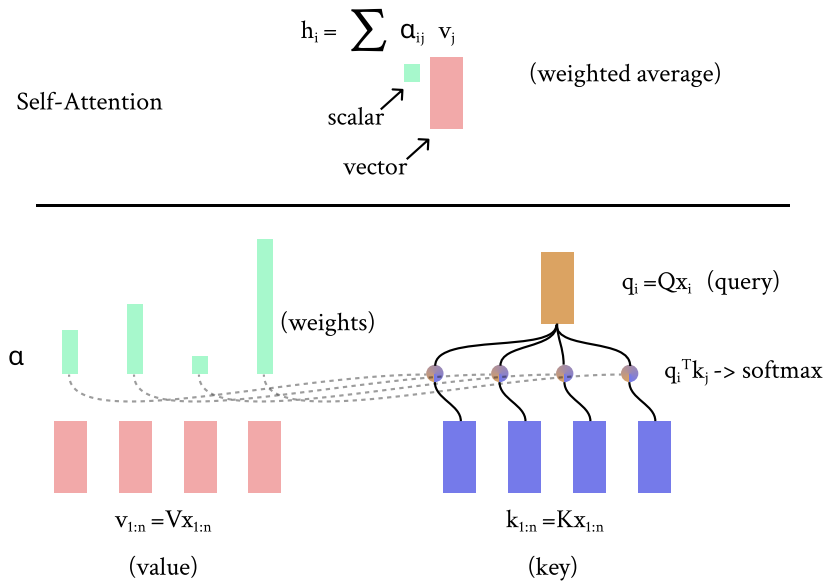 hᵢ = ∑ αᵢⱼ vⱼ
(weighted average)
Self-Attention
scalar
vector
qᵢ =Qxᵢ (query)
(weights)
α
qᵢᵀkⱼ -> softmax
v₁:ₙ =Vx₁:ₙ
k₁:ₙ =Kx₁:ₙ
(value)
(key)